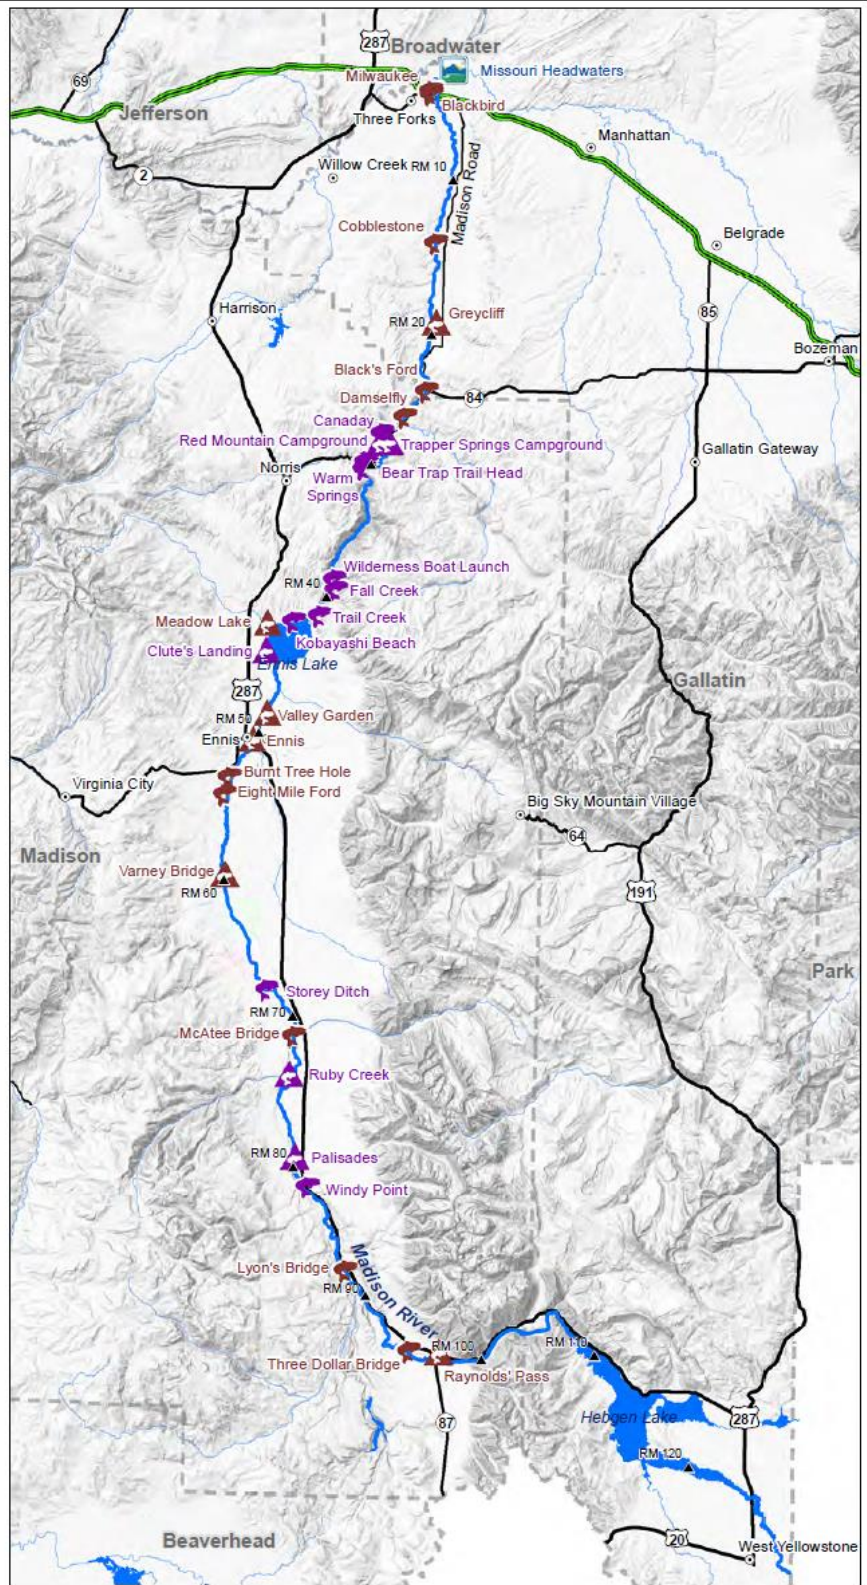 287
Broadwater
Milwaukee
Missouri Headwaters
69
Blackbird
Jefferson
Three Forks
Manhattan
Willow Creek
RM 10
2
Madison Road
Cobblestone
Belgrade
Harrison
Greycliff
RM 20
85
Bozeman
Black's Ford
Damselfly
84
Canaday
Red Mountain Campground
Trapper Springs Campground
Gallatin Gateway
Norris
Bear Trap Trail Head
Warm
Springs
Wilderness Boat Launch
RM 40
Fall Creek
Meadow Lake
Trail Creek
Clute's Landing
Kobayashi Beach
Ennis Lake
Gallatin
287
RM 50
Valley Garden
Ennis
Ennis
Burnt Tree Hole
Virginia City
Eight Mile Ford
Big Sky Mountain Village
64
Madison
Varney Bridge
RM 60
191
Park
Storey Ditch
RM 70
McAtee Bridge
Ruby Creek
RM 80
Palisades
Windy Point
Madison River
Lyon's Bridge
RM 90
RM 100
RM 110
Three Dollar Bridge
Raynolds' Pass
87
Hebgen Lake
287
RM 120
Beaverhead
20
West Yellowstone